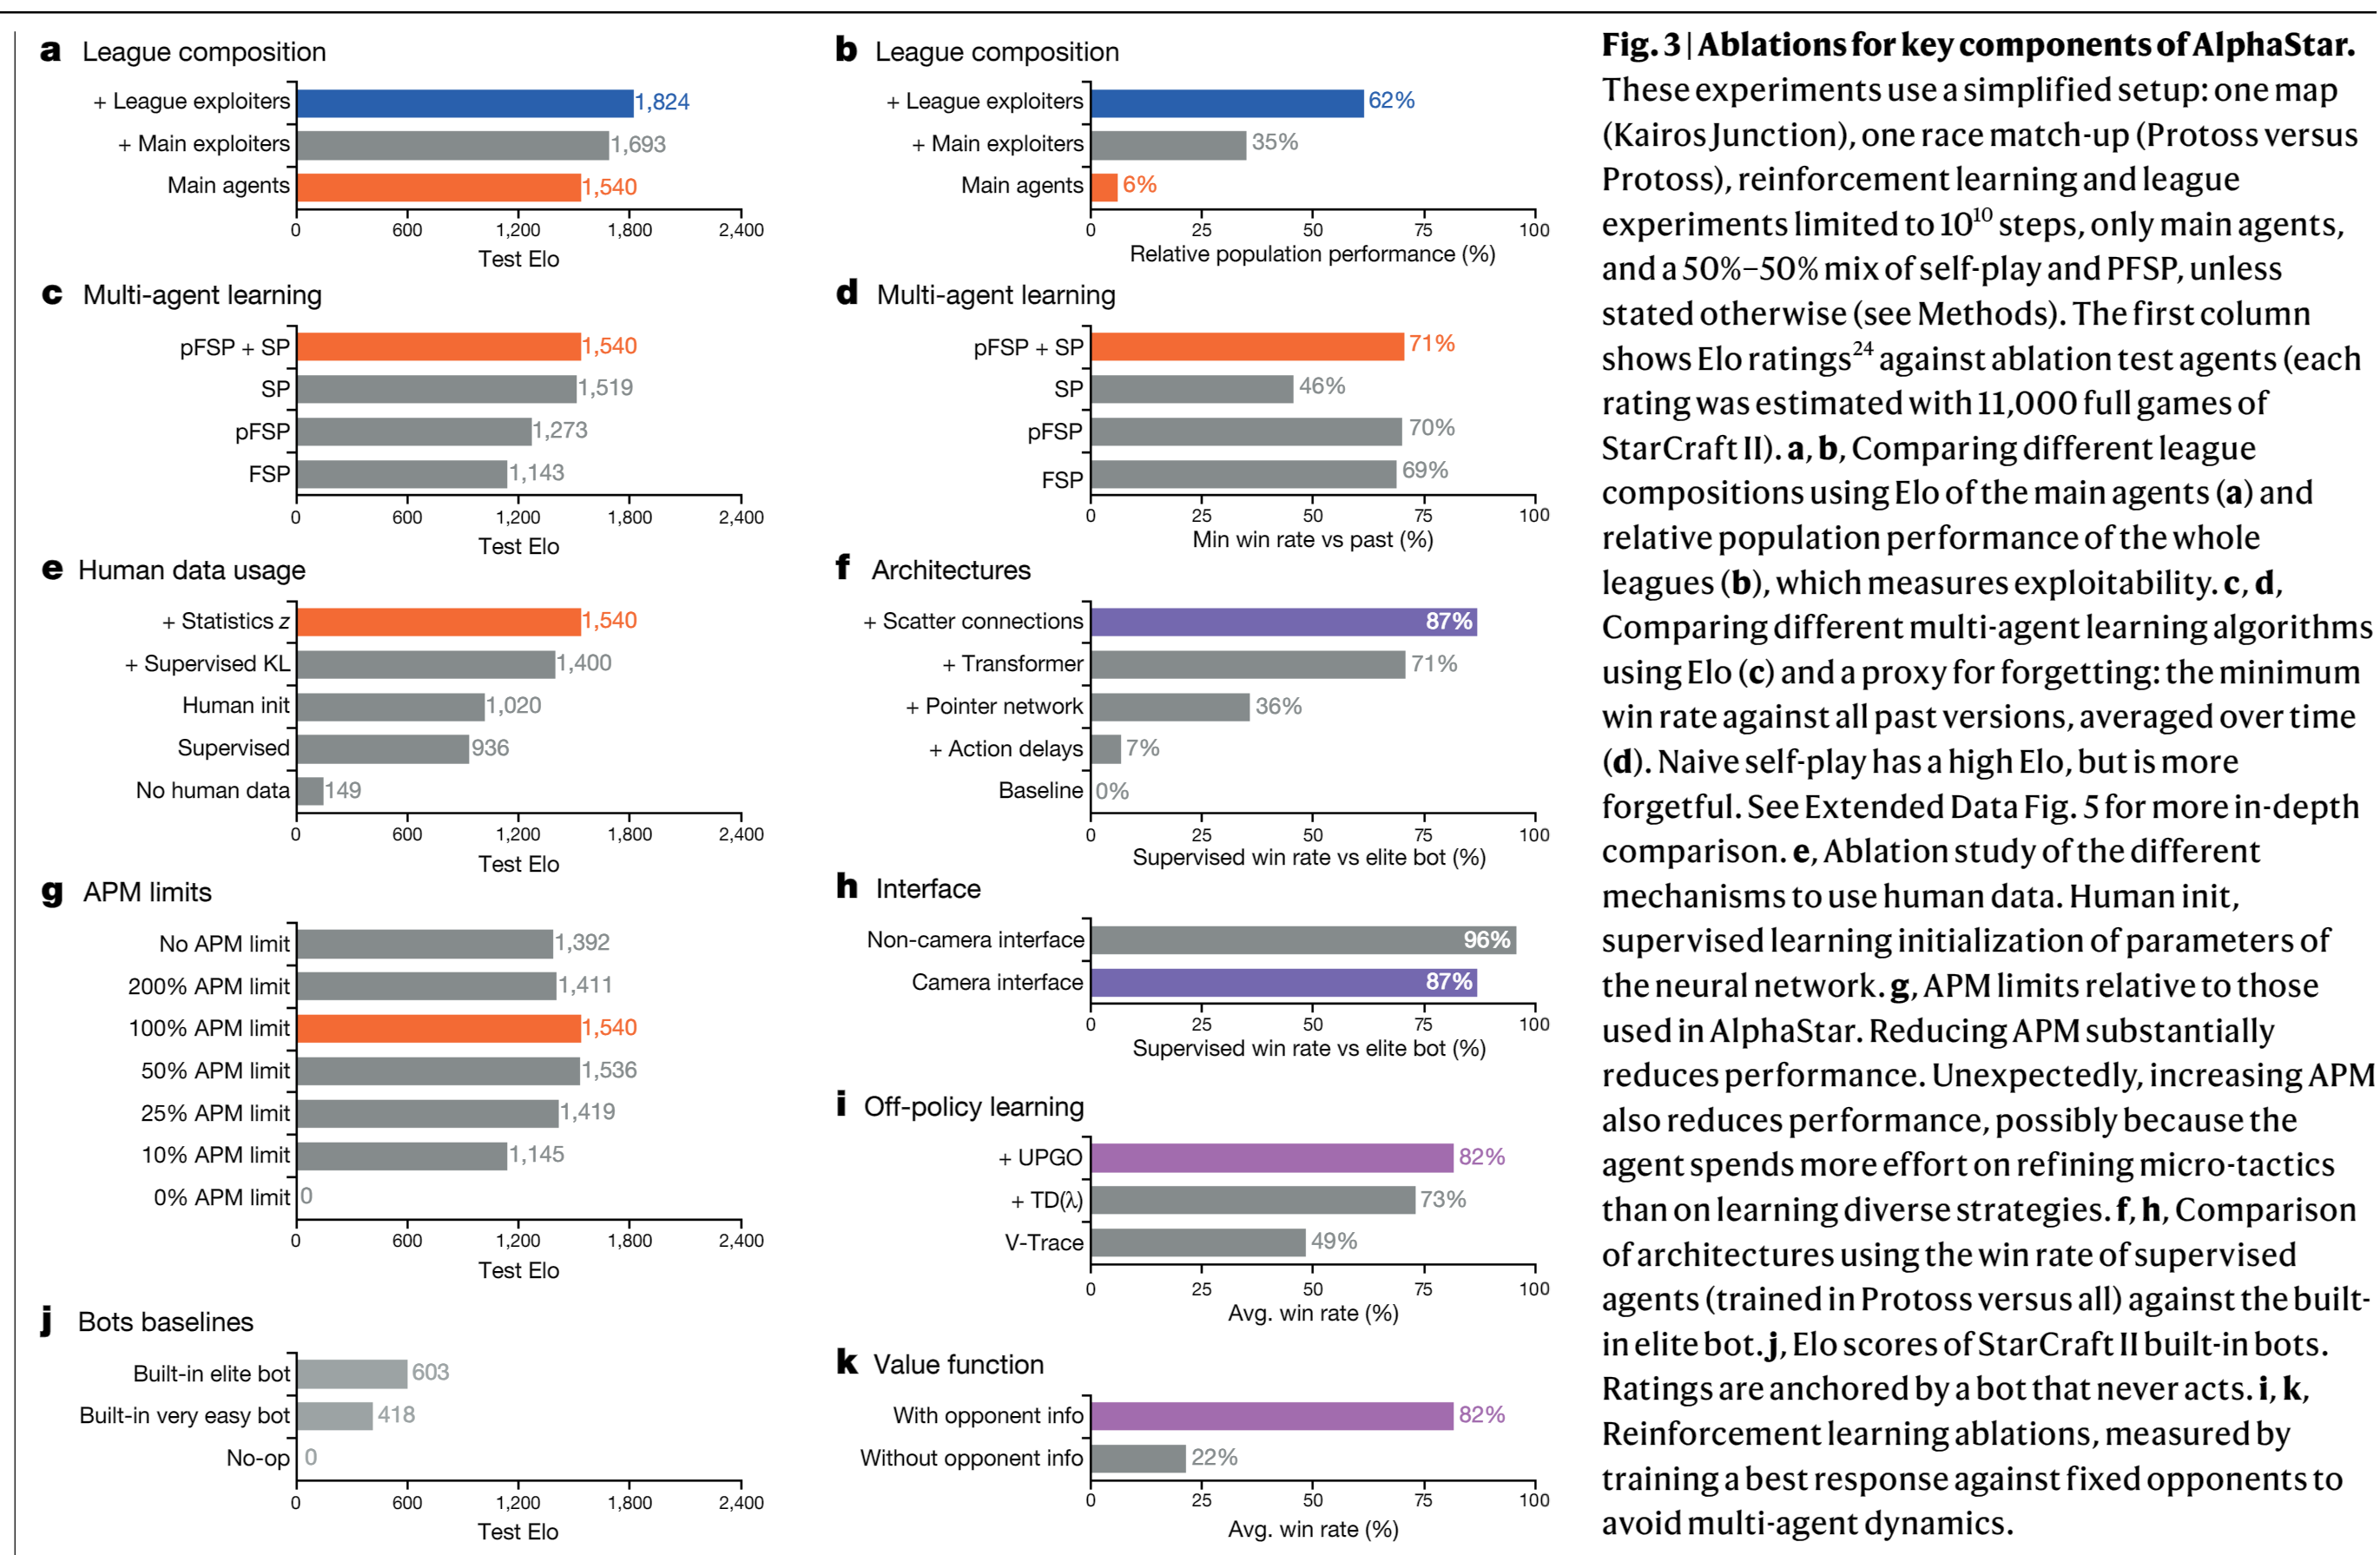 a League composition
+ League exploiters 1,824
+ Main exploiters 1,693
Main agents 1,540
0 600 1,200 1,800 2,400
Test Elo
b League composition
+ League exploiters 62%
+ Main exploiters 35%
Main agents 6%
0 25 50 75 100
Relative population performance (%)
c Multi-agent learning
pFSP + SP 1,540
SP 1,519
pFSP 1,273
FSP 1,143
0 600 1,200 1,800 2,400
Test Elo
d Multi-agent learning
pFSP + SP 71%
SP 46%
pFSP 70%
FSP 69%
0 25 50 75 100
Min win rate vs past (%)
e Human data usage
+ Statistics z 1,540
+ Supervised KL 1,400
Human init 1,020
Supervised 936
No human data 149
0 600 1,200 1,800 2,400
Test Elo
f Architectures
+ Scatter connections 87%
+ Transformer 71%
+ Pointer network 36%
+ Action delays 7%
Baseline 0%
0 25 50 75 100
Supervised win rate vs elite bot (%)
g APM limits
No APM limit 1,392
200% APM limit 1,411
100% APM limit 1,540
50% APM limit 1,536
25% APM limit 1,419
10% APM limit 1,145
0% APM limit 0
0 600 1,200 1,800 2,400
Test Elo
h Interface
Non-camera interface 96%
Camera interface 87%
0 25 50 75 100
Supervised win rate vs elite bot (%)
i Off-policy learning
+ UPGO 82%
+ TD(λ) 73%
V-Trace 49%
0 25 50 75 100
Avg. win rate (%)
j Bots baselines
Built-in elite bot 603
Built-in very easy bot 418
No-op 0
0 600 1,200 1,800 2,400
Test Elo
k Value function
With opponent info 82%
Without opponent info 22%
0 25 50 75 100
Avg. win rate (%)
Fig. 3 | Ablations for key components of AlphaStar.
These experiments use a simplified setup: one map
(Kairos Junction), one race match-up (Protoss versus
Protoss), reinforcement learning and league
experiments limited to 10¹⁰ steps, only main agents,
and a 50%–50% mix of self-play and PFSP, unless
stated otherwise (see Methods). The first column
shows Elo ratings²⁴ against ablation test agents (each
rating was estimated with 11,000 full games of
StarCraft II). a, b, Comparing different league
compositions using Elo of the main agents (a) and
relative population performance of the whole
leagues (b), which measures exploitability. c, d,
Comparing different multi-agent learning algorithms
using Elo (c) and a proxy for forgetting: the minimum
win rate against all past versions, averaged over time
(d). Naive self-play has a high Elo, but is more
forgetful. See Extended Data Fig. 5 for more in-depth
comparison. e, Ablation study of the different
mechanisms to use human data. Human init,
supervised learning initialization of parameters of
the neural network. g, APM limits relative to those
used in AlphaStar. Reducing APM substantially
reduces performance. Unexpectedly, increasing APM
also reduces performance, possibly because the
agent spends more effort on refining micro-tactics
than on learning diverse strategies. f, h, Comparison
of architectures using the win rate of supervised
agents (trained in Protoss versus all) against the built-
in elite bot. j, Elo scores of StarCraft II built-in bots.
Ratings are anchored by a bot that never acts. i, k,
Reinforcement learning ablations, measured by
training a best response against fixed opponents to
avoid multi-agent dynamics.